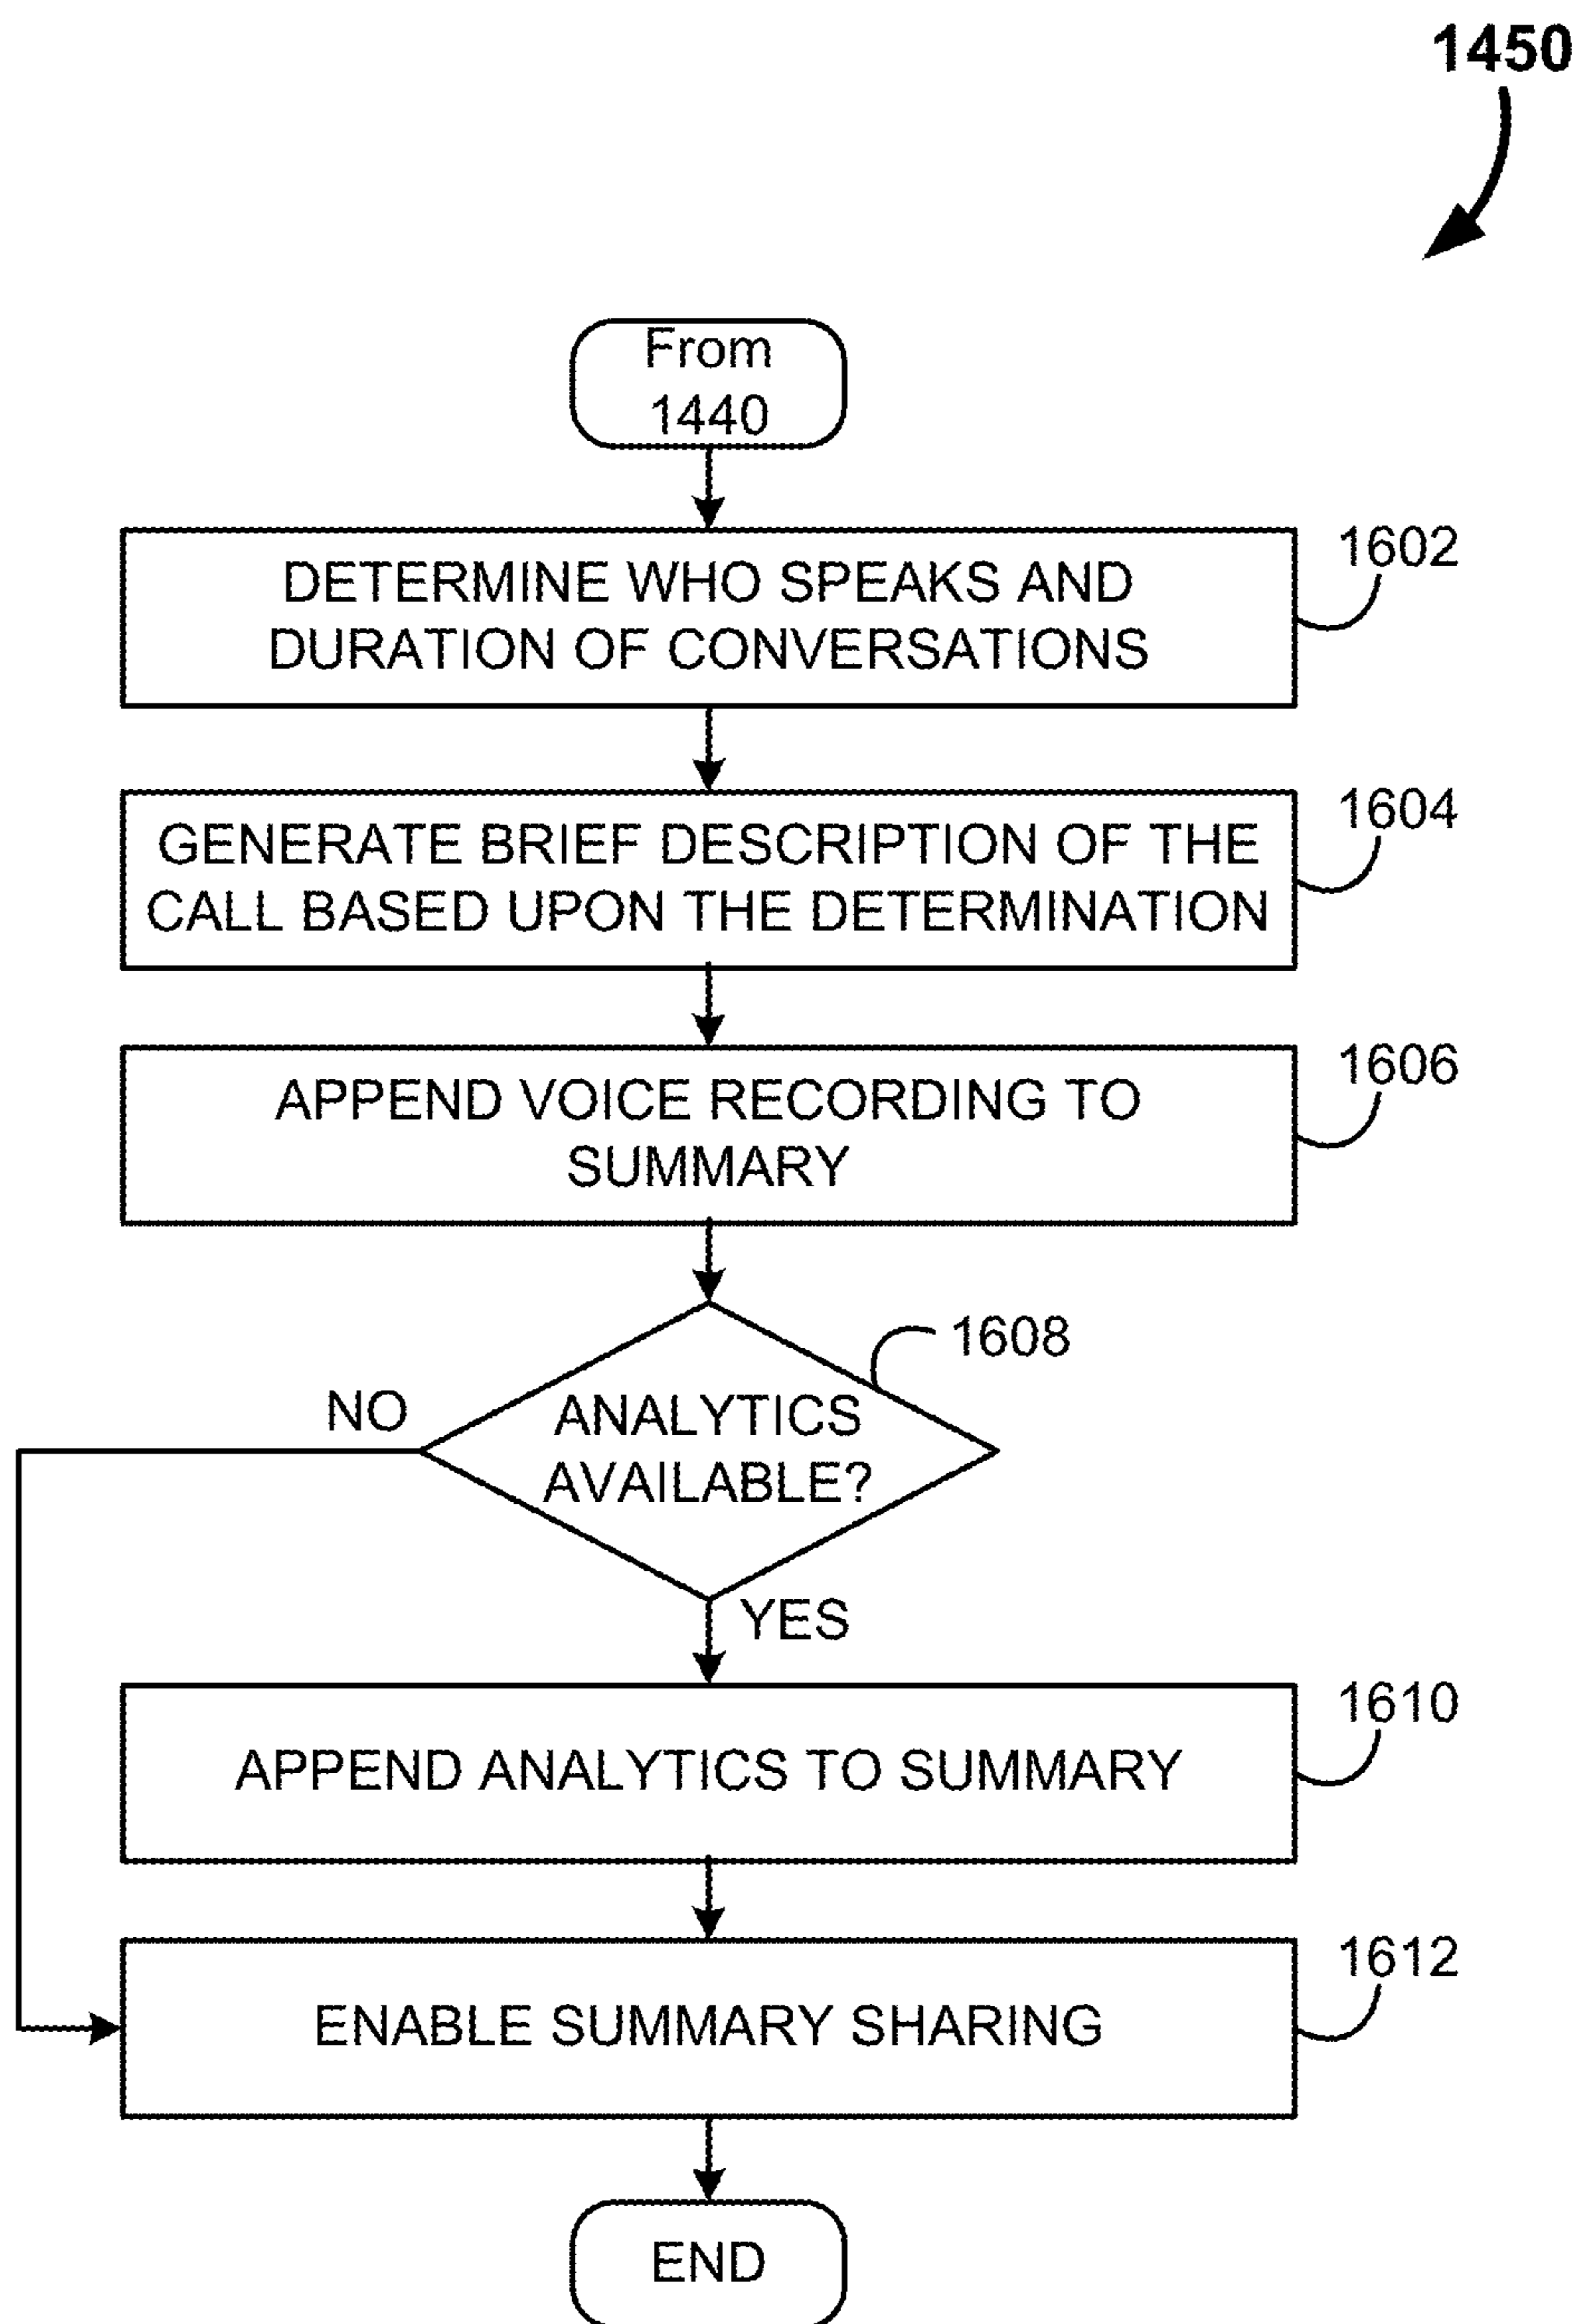 1450
From
1440
DETERMINE WHO SPEAKS AND
DURATION OF CONVERSATIONS
1602
GENERATE BRIEF DESCRIPTION OF THE
CALL BASED UPON THE DETERMINATION
1604
APPEND VOICE RECORDING TO
SUMMARY
1606
1608
NO
ANALYTICS
AVAILABLE?
YES
APPEND ANALYTICS TO SUMMARY
1610
ENABLE SUMMARY SHARING
1612
END